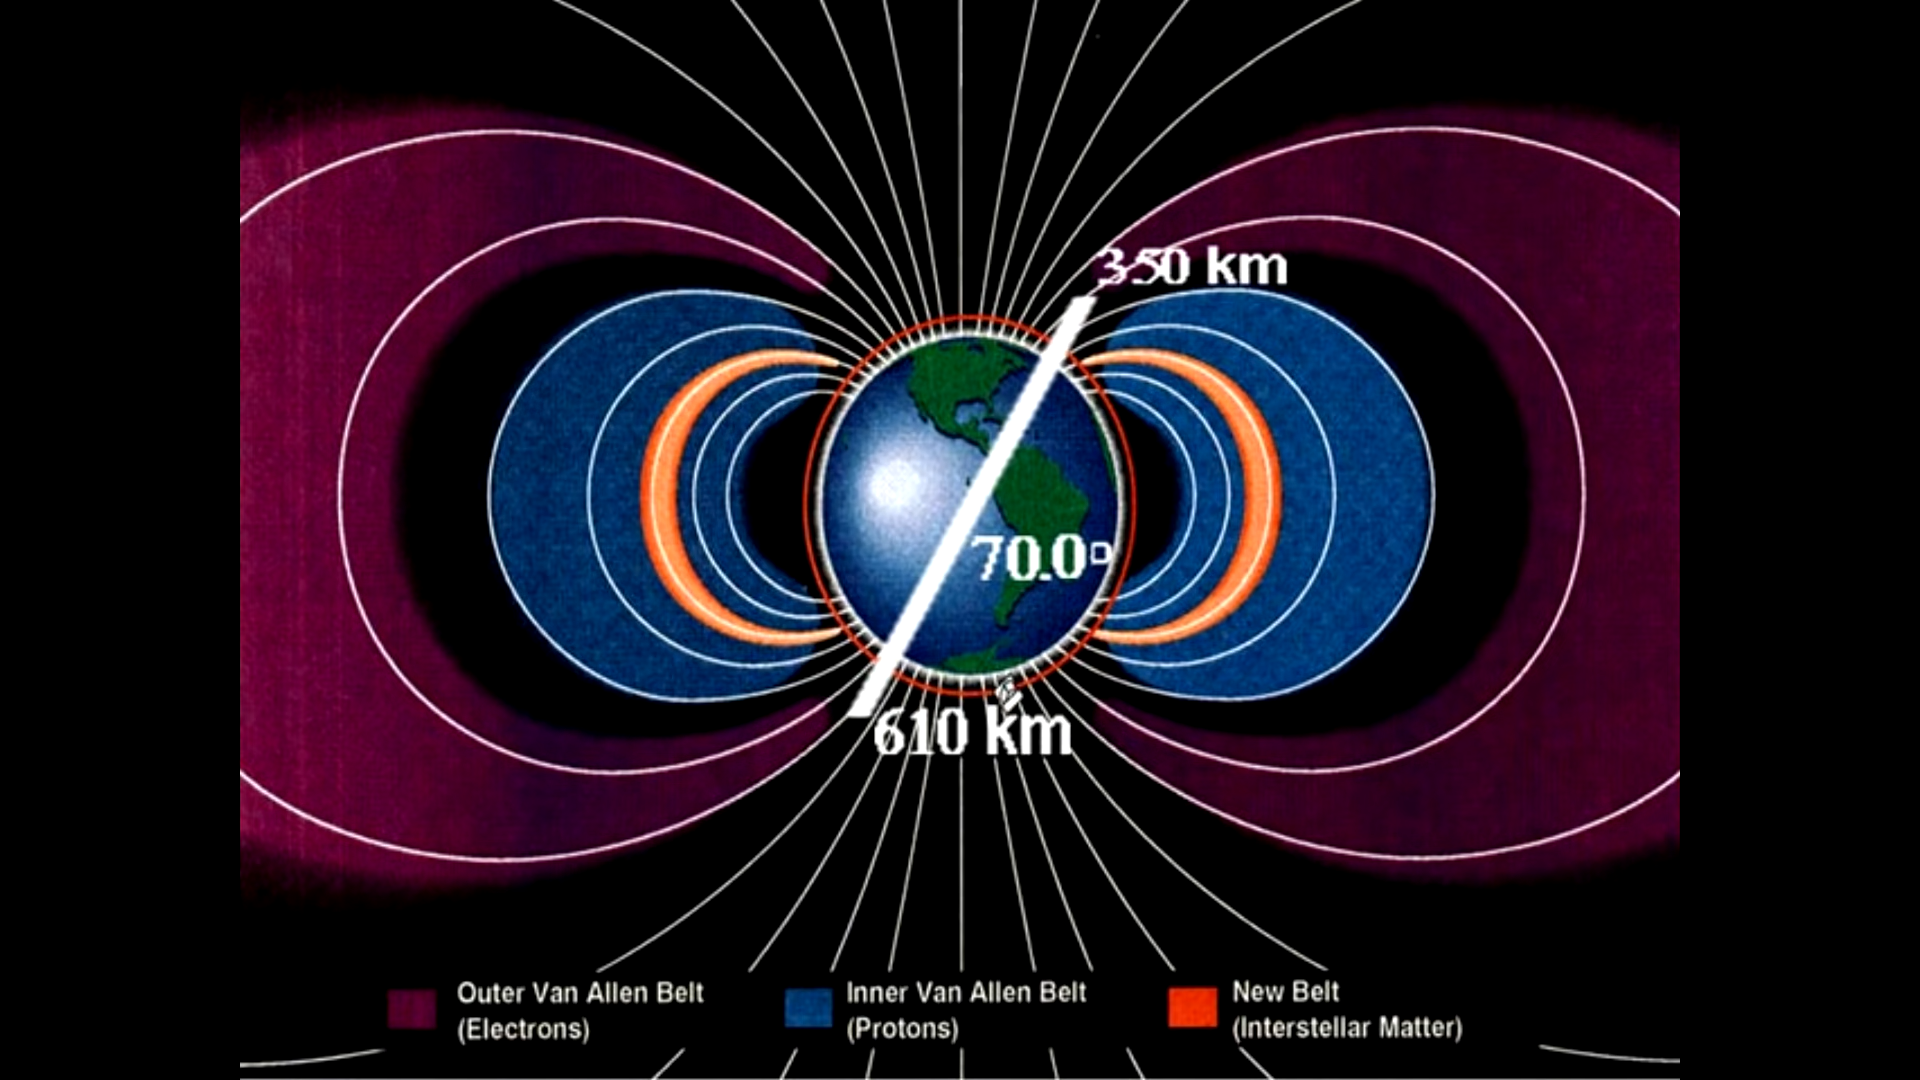 350 km
70.0□
610 km
Outer Van Allen Belt
(Electrons)
Inner Van Allen Belt
(Protons)
New Belt
(Interstellar Matter)